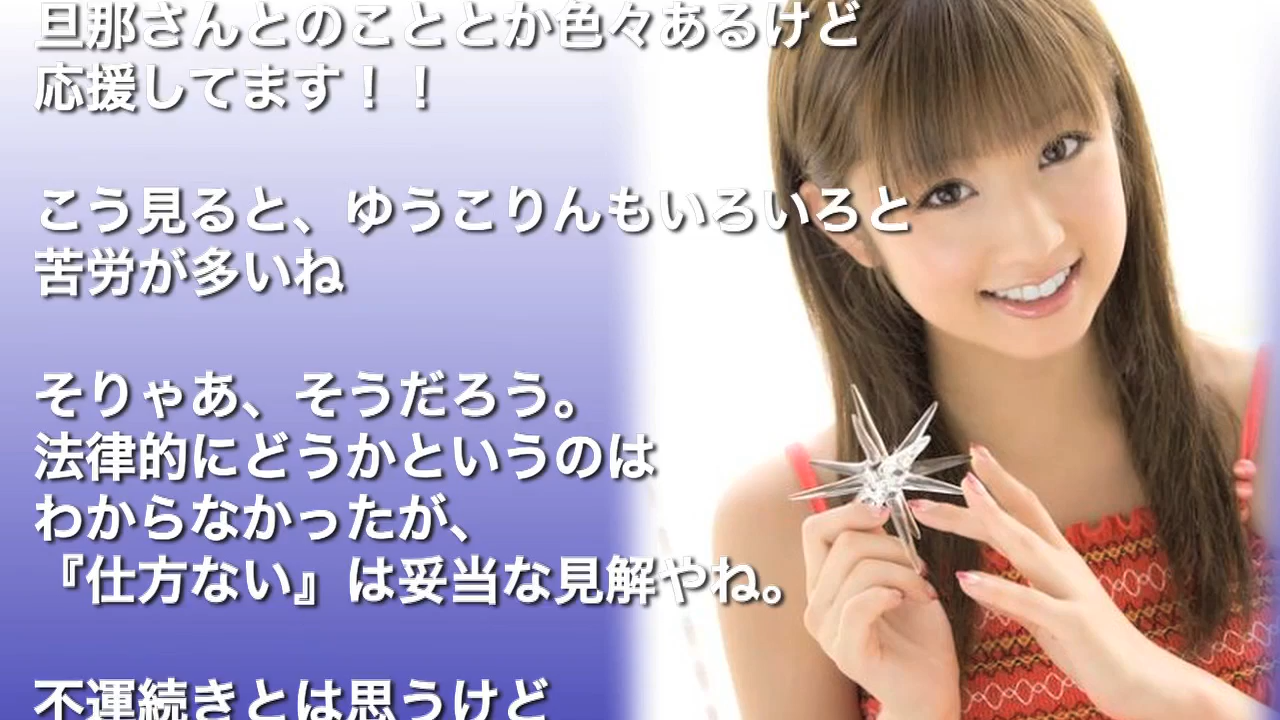 旦那さんとのこととか色々あるけど
応援してます！！
こう見ると、ゆうこりんもいろいろと
苦労が多いね
そりゃあ、そうだろう。
法律的にどうかというのは
わからなかったが、
『仕方ない』は妥当な見解やね。
不運続きとは思うけど